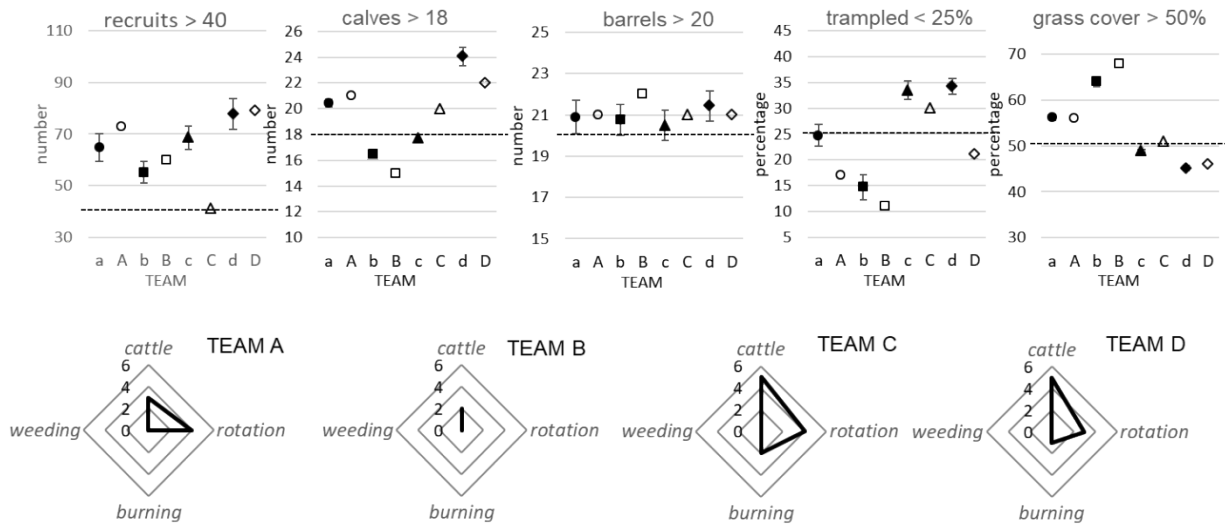 recruits > 40
110
90
70
50
30
number
a A b B c C d D
TEAM
calves > 18
26
24
22
20
18
16
14
12
10
number
a A b B c C d D
TEAM
barrels > 20
25
23
21
19
17
15
number
a A b B c C d D
TEAM
trampled < 25%
45
40
35
30
25
20
15
10
5
percentage
a A b B c C d D
TEAM
grass cover > 50%
70
60
50
40
30
percentage
a A b B c C d D
TEAM
TEAM A
cattle
6
4
2
0
weeding
rotation
burning
TEAM B
cattle
6
4
2
0
weeding
rotation
burning
TEAM C
cattle
6
4
2
0
weeding
rotation
burning
TEAM D
cattle
6
4
2
0
weeding
rotation
burning